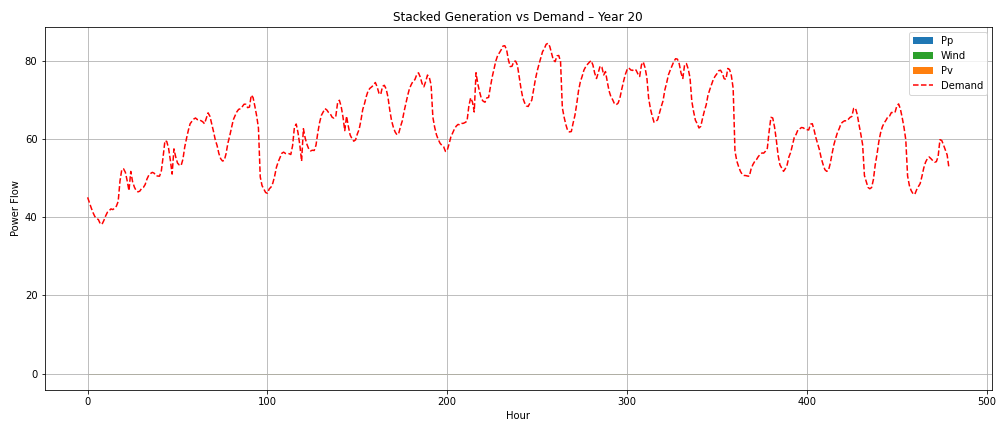 Stacked Generation vs Demand – Year 20
Power Flow
80
60
40
20
0
0 100 200 300 400 500
Hour
Pp
Wind
Pv
Demand